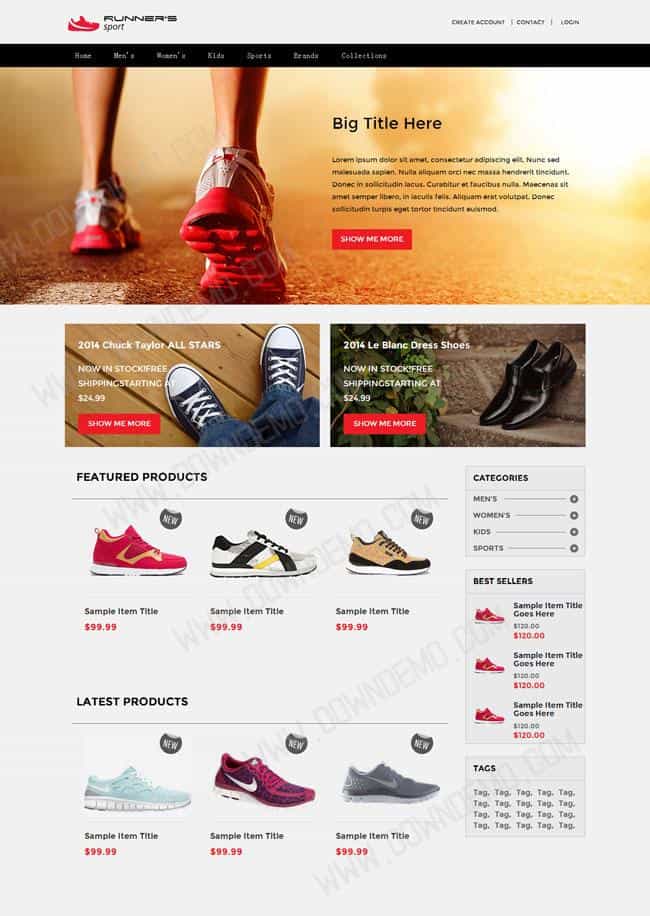 RUNNER'S
sport
CREATE ACCOUNT | CONTACT | LOGIN
Home Men's Women's Kids Sports Brands Collections
Big Title Here
Lorem ipsum dolor sit amet, consectetur adipiscing elit. Nunc sed
malesuada sapien. Nulla aliquam orci nec massa hendrerit tincidunt.
Donec in sollicitudin lacus. Curabitur et faucibus nulla. Maecenas sit
amet semper libero, in iaculis felis. Aliquam erat volutpat. Donec
sollicitudin turpis eget tortor tincidunt euismod.
SHOW ME MORE
2014 Chuck Taylor ALL STARS
NOW IN STOCK!FREE
SHIPPINGSTARTING AT
$24.99
SHOW ME MORE
2014 Le Blanc Dress Shoes
NOW IN STOCK!FREE
SHIPPINGSTARTING AT
$24.99
SHOW ME MORE
FEATURED PRODUCTS
NEW NEW NEW
Sample Item Title Sample Item Title Sample Item Title
$99.99 $99.99 $99.99
LATEST PRODUCTS
NEW NEW NEW
Sample Item Title Sample Item Title Sample Item Title
$99.99 $99.99 $99.99
CATEGORIES
MEN'S
WOMEN'S
KIDS
SPORTS
BEST SELLERS
Sample Item Title
Goes Here
$120.00
$120.00
Sample Item Title
Goes Here
$120.00
$120.00
Sample Item Title
Goes Here
$120.00
$120.00
TAGS
Tag, Tag, Tag, Tag, Tag,
Tag, Tag, Tag, Tag, Tag,
Tag, Tag, Tag, Tag, Tag,
Tag, Tag, Tag, Tag, Tag,
WWW.DOWNDEMO.COM
WWW.DOWNDEMO.COM
WWW.DOWNDEMO.COM
WWW.DOWNDEMO.COM